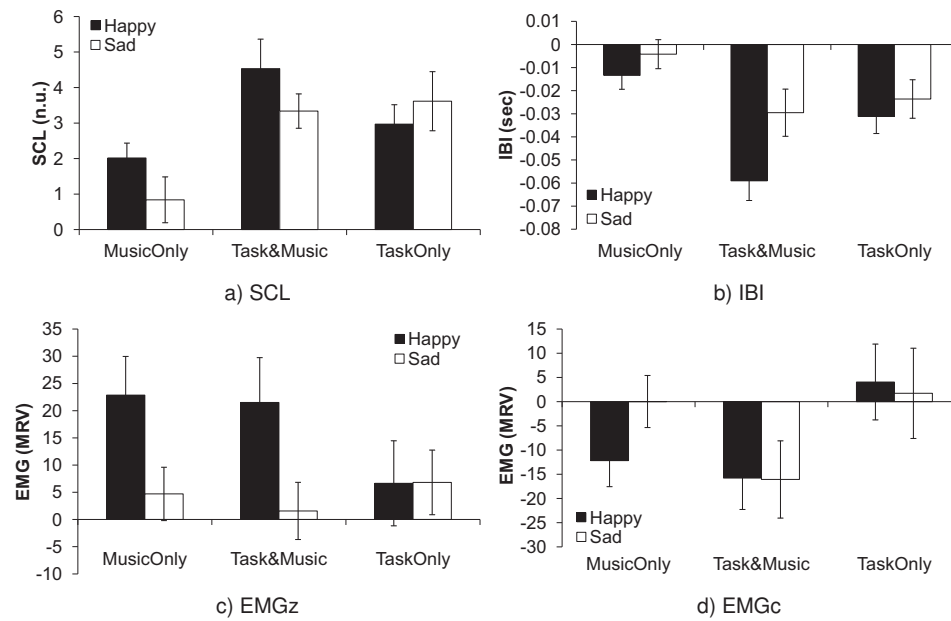 6
5
4
3
2
1
0
SCL (n.u.)
Happy
Sad
MusicOnly Task&Music TaskOnly
a) SCL
0.01
0
-0.01
-0.02
-0.03
-0.04
-0.05
-0.06
-0.07
-0.08
IBI (sec)
Happy
Sad
MusicOnly Task&Music TaskOnly
b) IBI
35
30
25
20
15
10
5
0
-5
-10
EMG (MRV)
Happy
Sad
MusicOnly Task&Music TaskOnly
c) EMGz
15
10
5
0
-5
-10
-15
-20
-25
-30
EMG (MRV)
Happy
Sad
MusicOnly Task&Music TaskOnly
d) EMGc